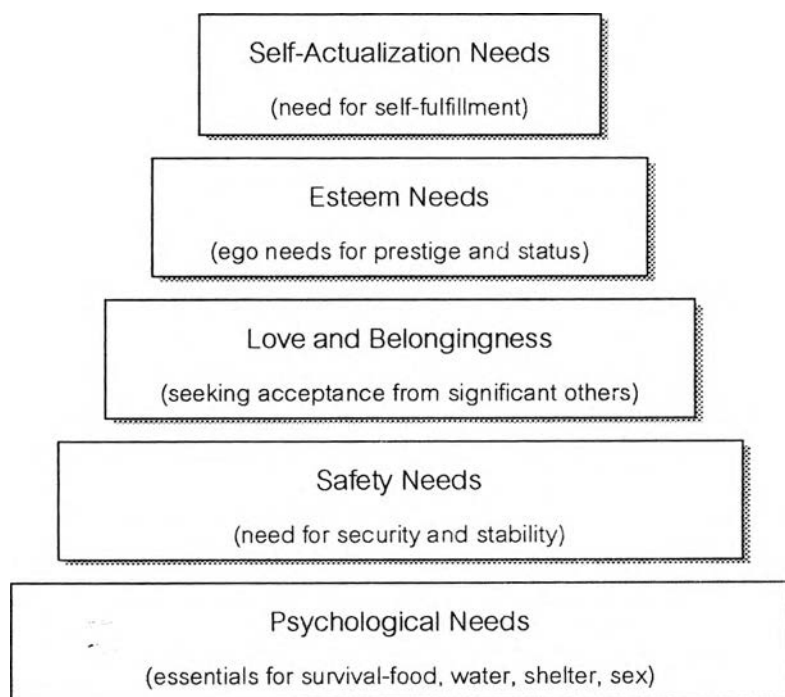 Self-Actualization Needs
(need for self-fulfillment)
Esteem Needs
(ego needs for prestige and status)
Love and Belongingness
(seeking acceptance from significant others)
Safety Needs
(need for security and stability)
Psychological Needs
(essentials for survival-food, water, shelter, sex)